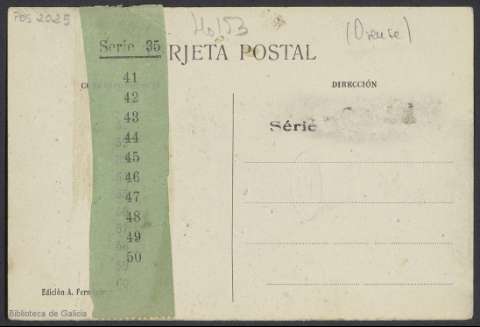 POS 2025
Ho153
(Orense)
Serie 35
RJETA POSTAL
DIRECCIÓN
41
42
43
44
45
46
47
48
49
50
Série
Edición A. Fer
Biblioteca de Galicia